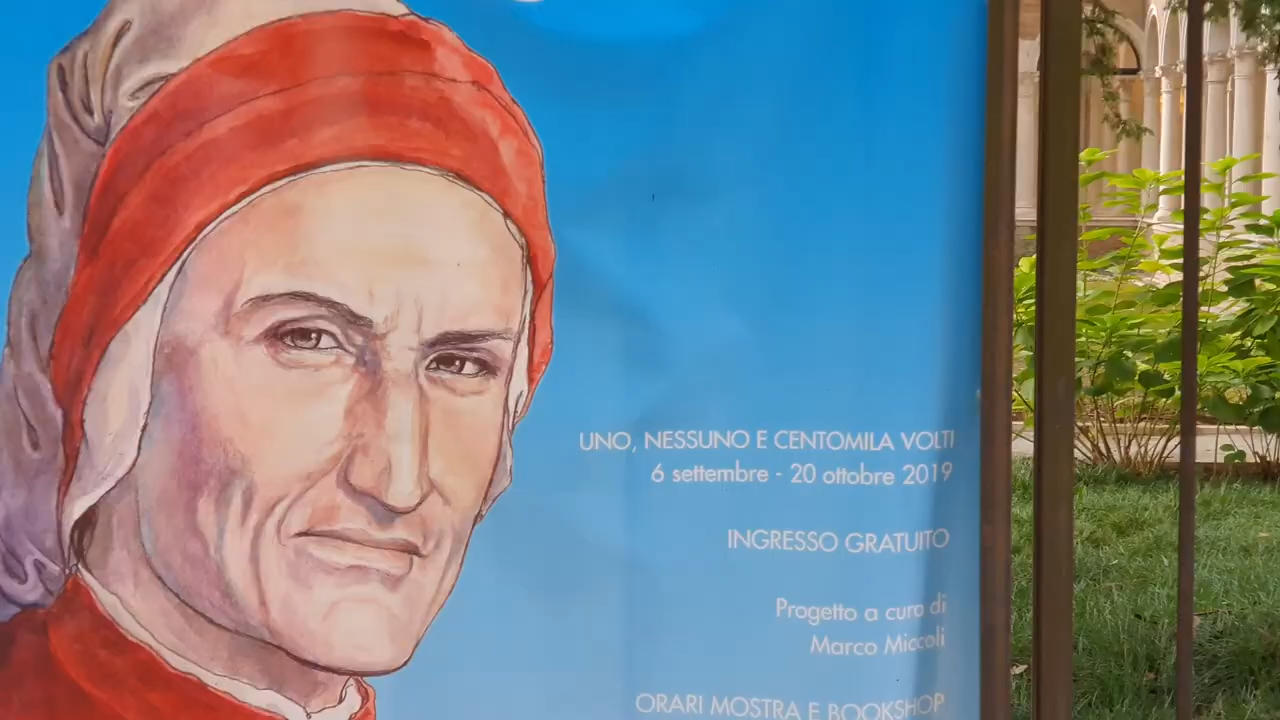 UNO, NESSUNO E CENTOMILA VOLTI
6 settembre - 20 ottobre 2019
INGRESSO GRATUITO
Progetto a cura di
Marco Miccoli
ORARI MOSTRA E BOOKSHOP